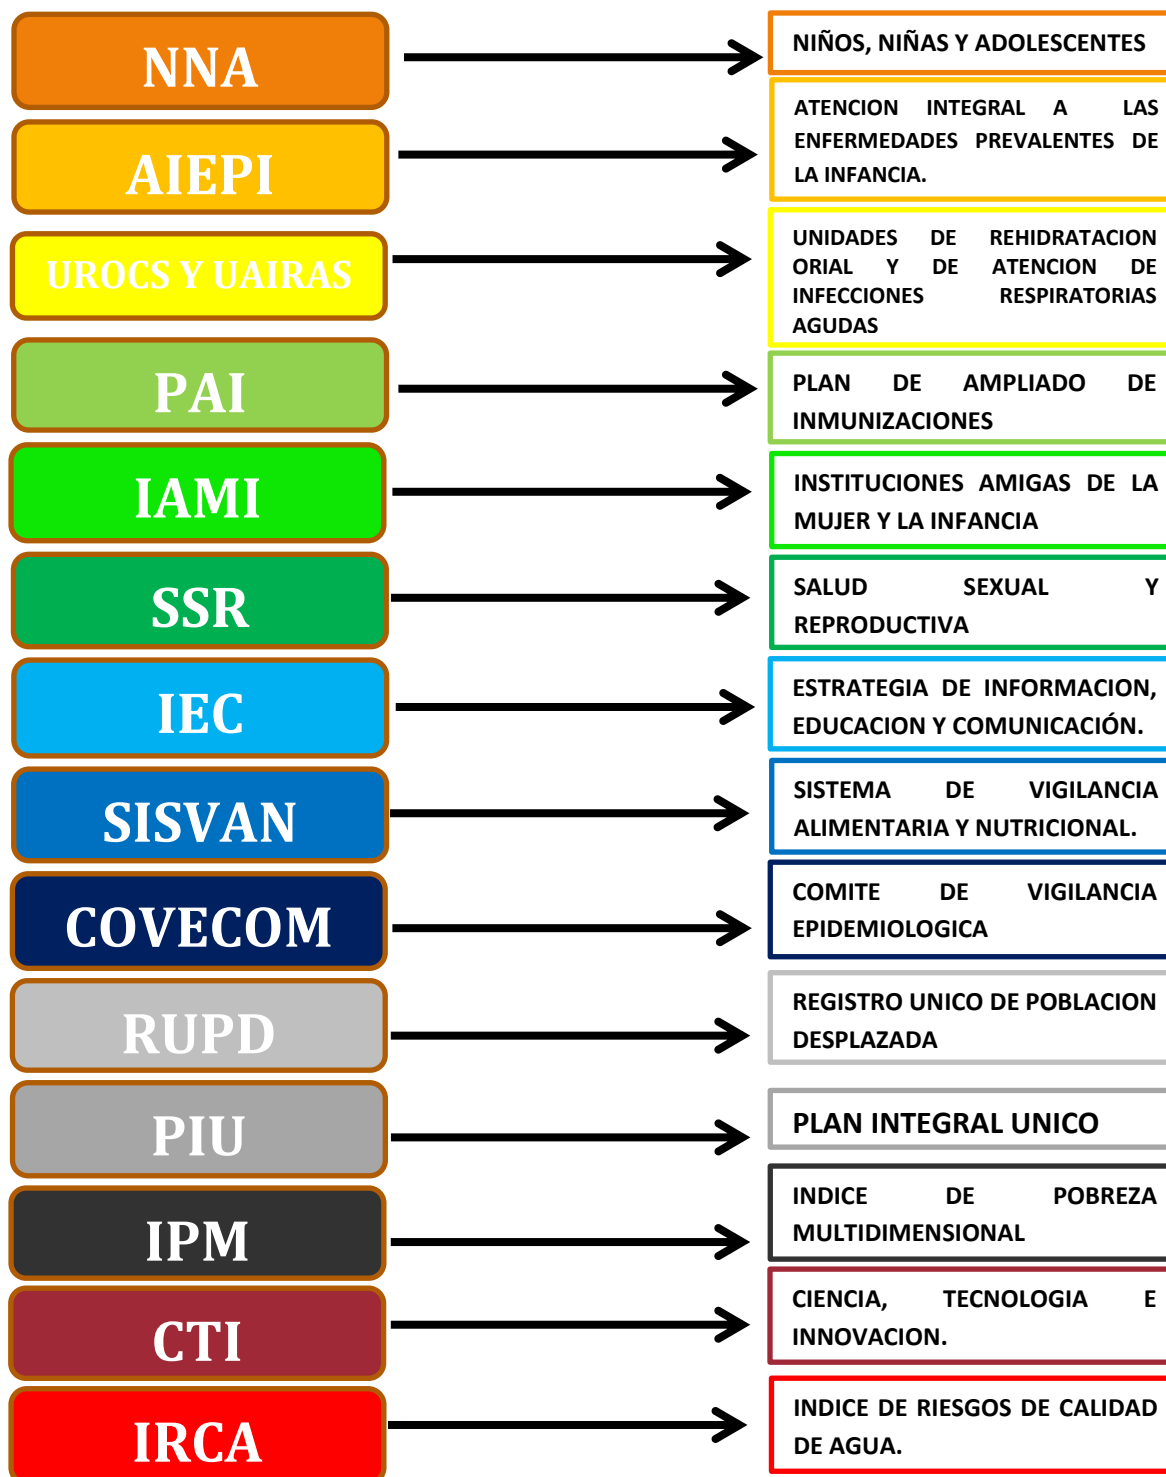 NNA
NIÑOS, NIÑAS Y ADOLESCENTES
AIEPI
ATENCION INTEGRAL A LAS
ENFERMEDADES PREVALENTES DE
LA INFANCIA.
UROCS Y UAIRAS
UNIDADES DE REHIDRATACION
ORIAL Y DE ATENCION DE
INFECCIONES RESPIRATORIAS
AGUDAS
PAI
PLAN DE AMPLIADO DE
INMUNIZACIONES
IAMI
INSTITUCIONES AMIGAS DE LA
MUJER Y LA INFANCIA
SSR
SALUD SEXUAL Y
REPRODUCTIVA
IEC
ESTRATEGIA DE INFORMACION,
EDUCACION Y COMUNICACIÓN.
SISVAN
SISTEMA DE VIGILANCIA
ALIMENTARIA Y NUTRICIONAL.
COVECOM
COMITE DE VIGILANCIA
EPIDEMIOLOGICA
RUPD
REGISTRO UNICO DE POBLACION
DESPLAZADA
PIU
PLAN INTEGRAL UNICO
IPM
INDICE DE POBREZA
MULTIDIMENSIONAL
CTI
CIENCIA, TECNOLOGIA E
INNOVACION.
IRCA
INDICE DE RIESGOS DE CALIDAD
DE AGUA.